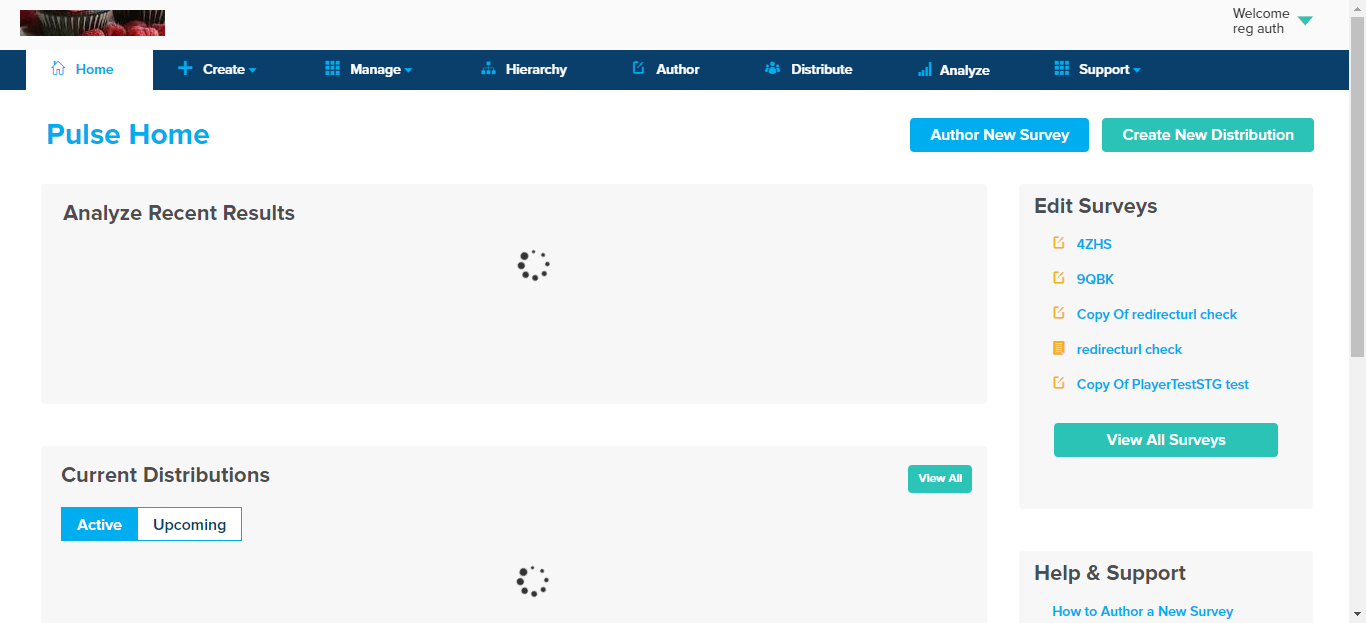 Welcome
reg auth
Home
Create
Manage
Hierarchy
Author
Distribute
Analyze
Support
Pulse Home
Author New Survey
Create New Distribution
Analyze Recent Results
Edit Surveys
4ZHS
9QBK
Copy Of redirecturl check
redirecturl check
Copy Of PlayerTestSTG test
View All Surveys
Current Distributions
View All
Active
Upcoming
Help & Support
How to Author a New Survey